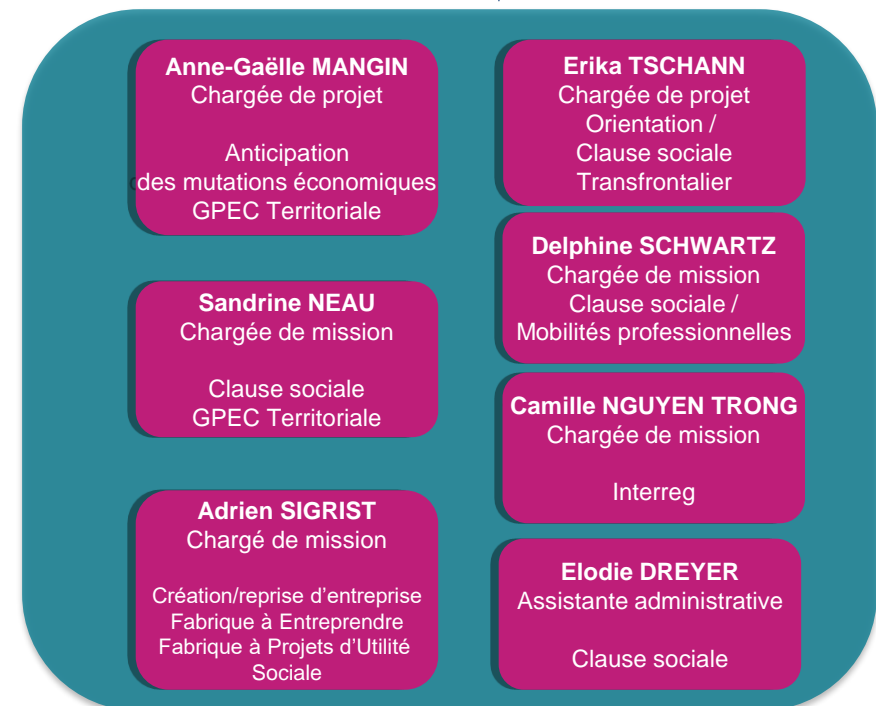 Anne-Gaëlle MANGIN
Chargée de projet
Anticipation
des mutations économiques
GPEC Territoriale
Sandrine NEAU
Chargée de mission
Clause sociale
GPEC Territoriale
Adrien SIGRIST
Chargé de mission
Création/reprise d’entreprise
Fabrique à Entreprendre
Fabrique à Projets d’Utilité
Sociale
Erika TSCHANN
Chargée de projet
Orientation /
Clause sociale
Transfrontalier
Delphine SCHWARTZ
Chargée de mission
Clause sociale /
Mobilités professionnelles
Camille NGUYEN TRONG
Chargée de mission
Interreg
Elodie DREYER
Assistante administrative
Clause sociale